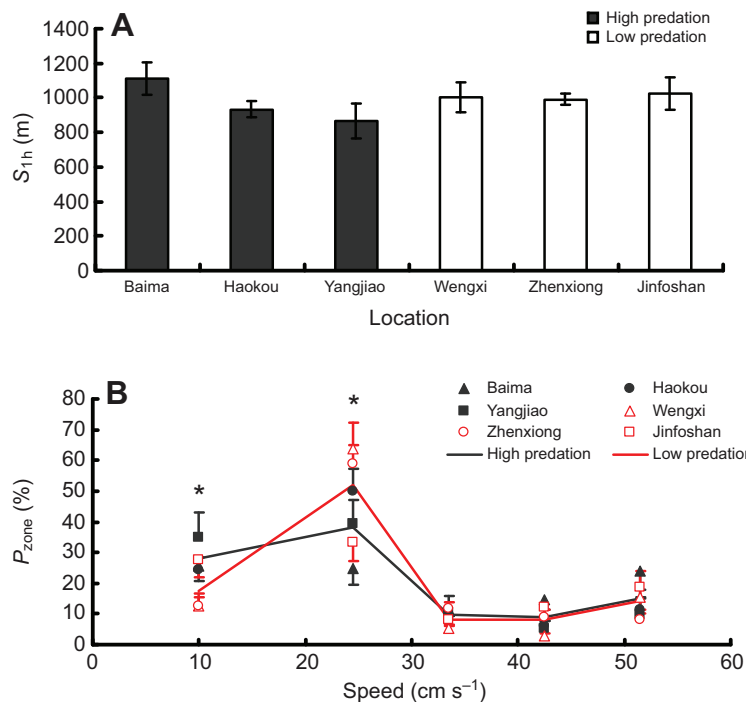 A
High predation
Low predation
1400
1200
1000
800
600
400
200
0
S1h (m)
Baima Haokou Yangjiao Wengxi Zhenxiong Jinfoshan
Location
B
Baima Haokou
Yangjiao Wengxi
Zhenxiong Jinfoshan
High predation Low predation
80
70
60
50
40
30
20
10
0
Pzone (%)
* *
0 10 20 30 40 50 60
Speed (cm s–1)